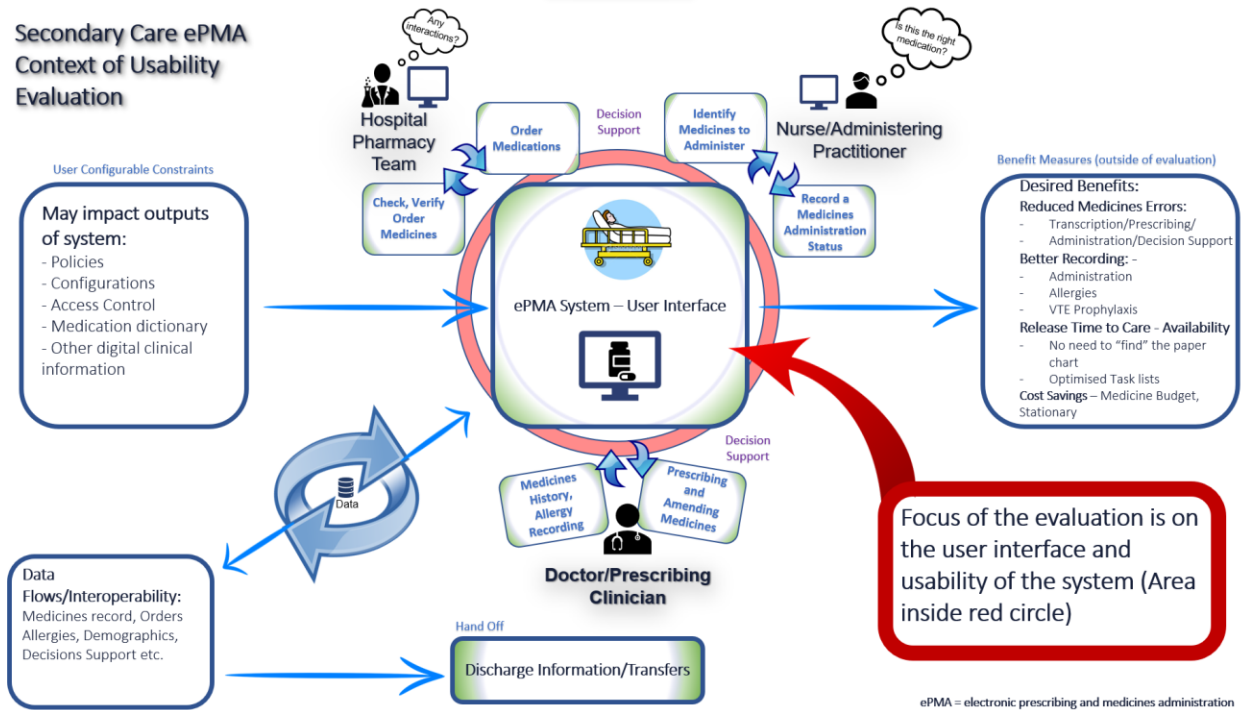 Secondary Care ePMA
Context of Usability
Evaluation
Any
interactions?
Hospital
Pharmacy
Team
Order
Medications
Check, Verify
Order
Medicines
Decision
Support
Identify
Medicines to
Administer
Record a
Medicines
Administration
Status
Is this the right
medication?
Nurse/Administering
Practitioner
User Configurable Constraints
May impact outputs
of system:
- Policies
- Configurations
- Access Control
- Medication dictionary
- Other digital clinical
information
ePMA System – User Interface
Benefit Measures (outside of evaluation)
Desired Benefits:
Reduced Medicines Errors:
- Transcription/Prescribing/
- Administration/Decision Support
Better Recording: -
- Administration
- Allergies
- VTE Prophylaxis
Release Time to Care - Availability
- No need to “find” the paper
chart
- Optimised Task lists
Cost Savings – Medicine Budget,
Stationary
Decision
Support
Medicines
History,
Allergy
Recording
Prescribing
and
Amending
Medicines
Doctor/Prescribing
Clinician
Data
Data
Flows/Interoperability:
Medicines record, Orders
Allergies, Demographics,
Decisions Support etc.
Hand Off
Discharge Information/Transfers
Focus of the evaluation is on
the user interface and
usability of the system (Area
inside red circle)
ePMA = electronic prescribing and medicines administration